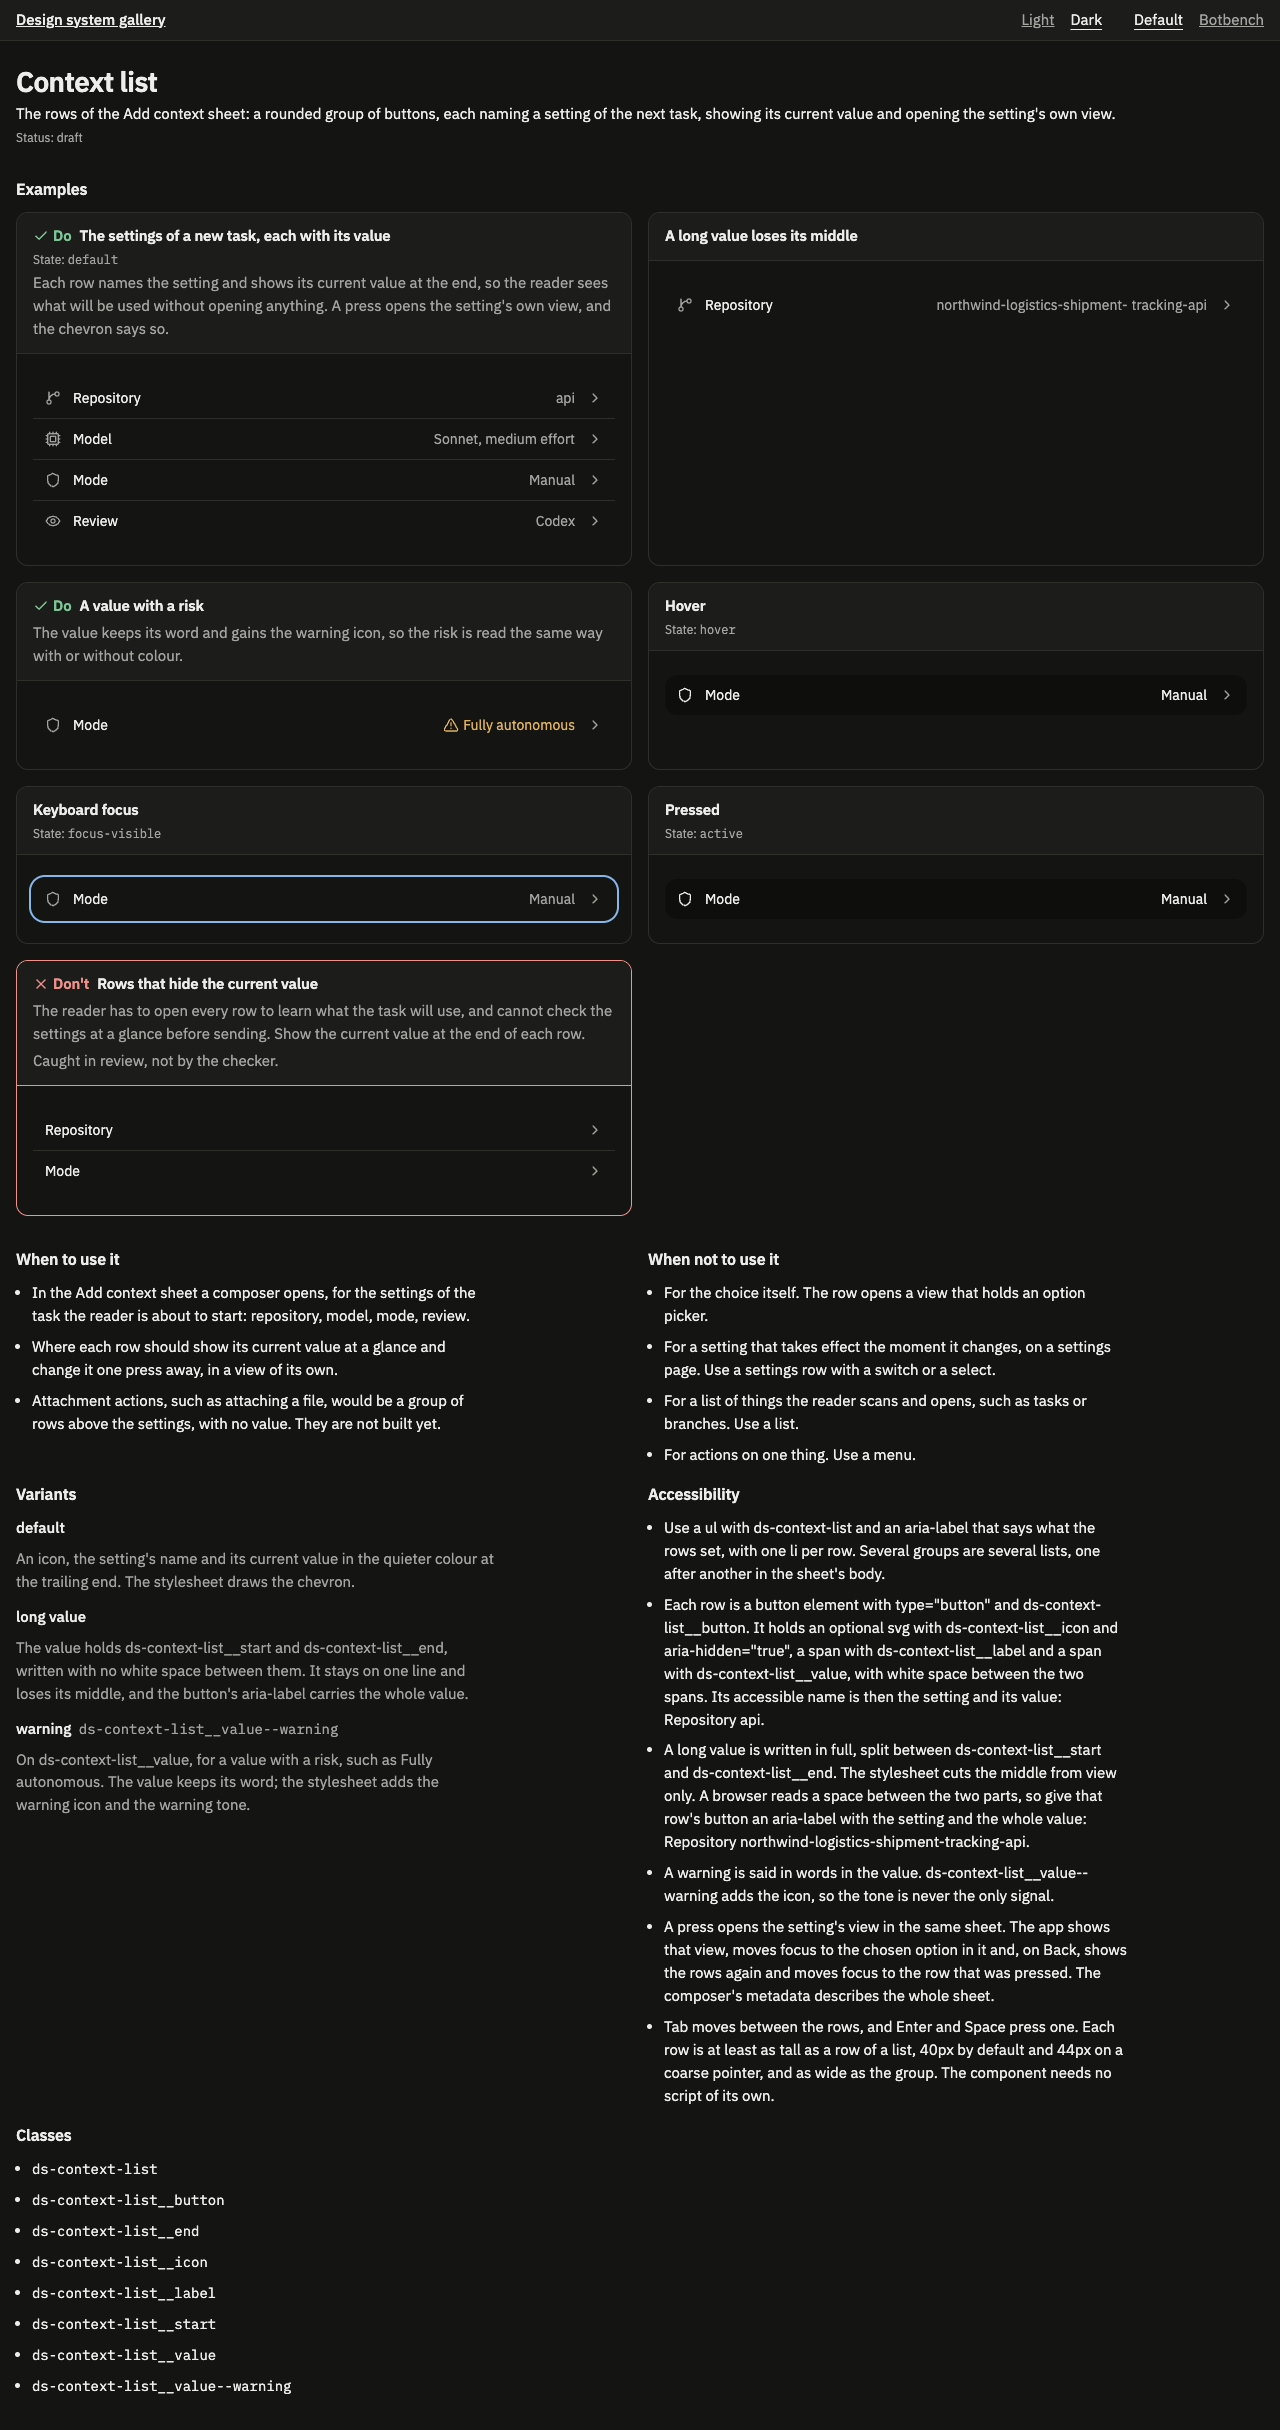 Design system gallery
Light Dark Default Botbench
Context list
The rows of the Add context sheet: a rounded group of buttons, each naming a setting of the next task, showing its current value and opening the setting's own view.
Status: draft
Examples
Do The settings of a new task, each with its value
State: default
Each row names the setting and shows its current value at the end, so the reader sees
what will be used without opening anything. A press opens the setting's own view, and
the chevron says so.
Repository api
Model Sonnet, medium effort
Mode Manual
Review Codex
A long value loses its middle
Repository northwind-logistics-shipment- tracking-api
Do A value with a risk
The value keeps its word and gains the warning icon, so the risk is read the same way
with or without colour.
Mode Fully autonomous
Hover
State: hover
Mode Manual
Keyboard focus
State: focus-visible
Mode Manual
Pressed
State: active
Mode Manual
Don't Rows that hide the current value
The reader has to open every row to learn what the task will use, and cannot check the
settings at a glance before sending. Show the current value at the end of each row.
Caught in review, not by the checker.
Repository
Mode
When to use it
In the Add context sheet a composer opens, for the settings of the
task the reader is about to start: repository, model, mode, review.
Where each row should show its current value at a glance and
change it one press away, in a view of its own.
Attachment actions, such as attaching a file, would be a group of
rows above the settings, with no value. They are not built yet.
When not to use it
For the choice itself. The row opens a view that holds an option
picker.
For a setting that takes effect the moment it changes, on a settings
page. Use a settings row with a switch or a select.
For a list of things the reader scans and opens, such as tasks or
branches. Use a list.
For actions on one thing. Use a menu.
Variants
default
An icon, the setting's name and its current value in the quieter colour at
the trailing end. The stylesheet draws the chevron.
long value
The value holds ds-context-list__start and ds-context-list__end,
written with no white space between them. It stays on one line and
loses its middle, and the button's aria-label carries the whole value.
warning ds-context-list__value--warning
On ds-context-list__value, for a value with a risk, such as Fully
autonomous. The value keeps its word; the stylesheet adds the
warning icon and the warning tone.
Accessibility
Use a ul with ds-context-list and an aria-label that says what the
rows set, with one li per row. Several groups are several lists, one
after another in the sheet's body.
Each row is a button element with type="button" and ds-context-
list__button. It holds an optional svg with ds-context-list__icon and
aria-hidden="true", a span with ds-context-list__label and a span
with ds-context-list__value, with white space between the two
spans. Its accessible name is then the setting and its value:
Repository api.
A long value is written in full, split between ds-context-list__start
and ds-context-list__end. The stylesheet cuts the middle from view
only. A browser reads a space between the two parts, so give that
row's button an aria-label with the setting and the whole value:
Repository northwind-logistics-shipment-tracking-api.
A warning is said in words in the value. ds-context-list__value--
warning adds the icon, so the tone is never the only signal.
A press opens the setting's view in the same sheet. The app shows
that view, moves focus to the chosen option in it and, on Back, shows
the rows again and moves focus to the row that was pressed. The
composer's metadata describes the whole sheet.
Tab moves between the rows, and Enter and Space press one. Each
row is at least as tall as a row of a list, 40px by default and 44px on a
coarse pointer, and as wide as the group. The component needs no
script of its own.
Classes
ds-context-list
ds-context-list__button
ds-context-list__end
ds-context-list__icon
ds-context-list__label
ds-context-list__start
ds-context-list__value
ds-context-list__value--warning